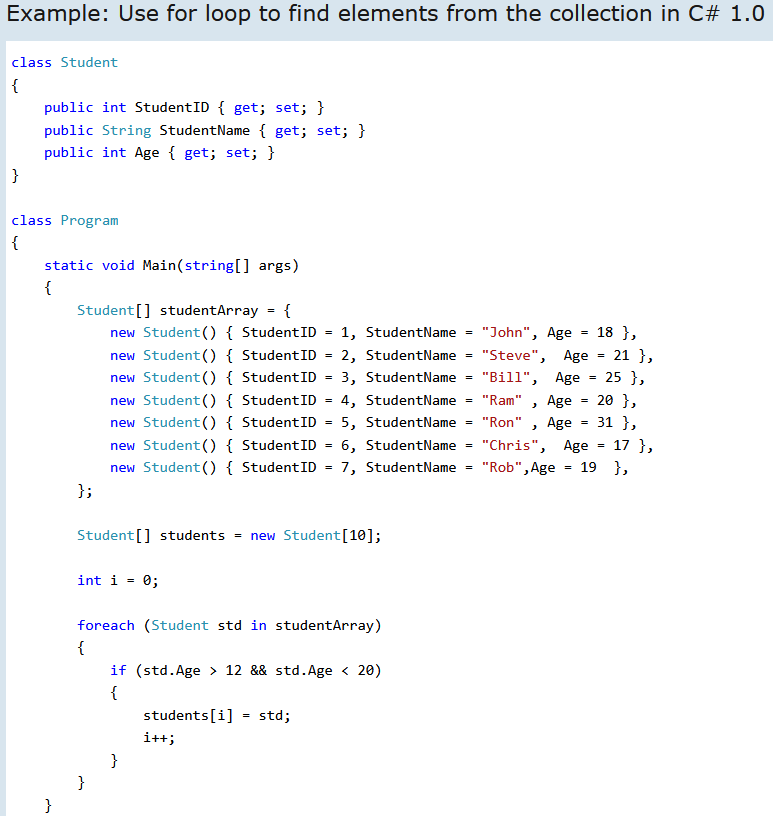 Example: Use for loop to find elements from the collection in C# 1.0
class Student
{
    public int StudentID { get; set; }
    public String StudentName { get; set; }
    public int Age { get; set; }
}

class Program
{
    static void Main(string[] args)
    {
        Student[] studentArray = {
            new Student() { StudentID = 1, StudentName = "John", Age = 18 },
            new Student() { StudentID = 2, StudentName = "Steve",  Age = 21 },
            new Student() { StudentID = 3, StudentName = "Bill",  Age = 25 },
            new Student() { StudentID = 4, StudentName = "Ram" , Age = 20 },
            new Student() { StudentID = 5, StudentName = "Ron" , Age = 31 },
            new Student() { StudentID = 6, StudentName = "Chris",  Age = 17 },
            new Student() { StudentID = 7, StudentName = "Rob",Age = 19  },
        };

        Student[] students = new Student[10];

        int i = 0;

        foreach (Student std in studentArray)
        {
            if (std.Age > 12 && std.Age < 20)
            {
                students[i] = std;
                i++;
            }
        }
    }